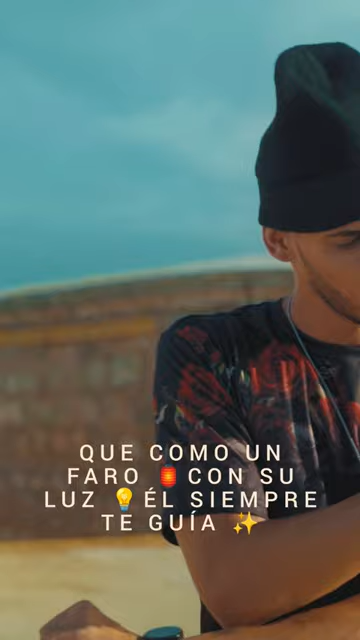 QUE COMO UN
FARO 🏮 CON SU
LUZ 💡 ÉL SIEMPRE
TE GUÍA ✨